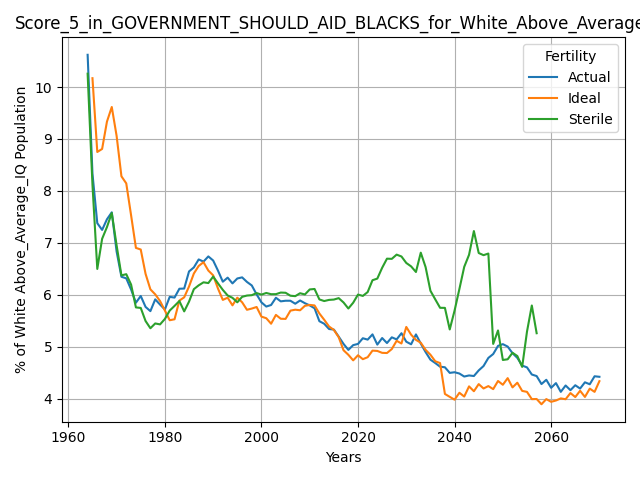 Score_5_in_GOVERNMENT_SHOULD_AID_BLACKS_for_White_Above_Average
Fertility
Actual
Ideal
Sterile
% of White Above_Average_IQ Population
10
9
8
7
6
5
4
1960 1980 2000 2020 2040 2060
Years